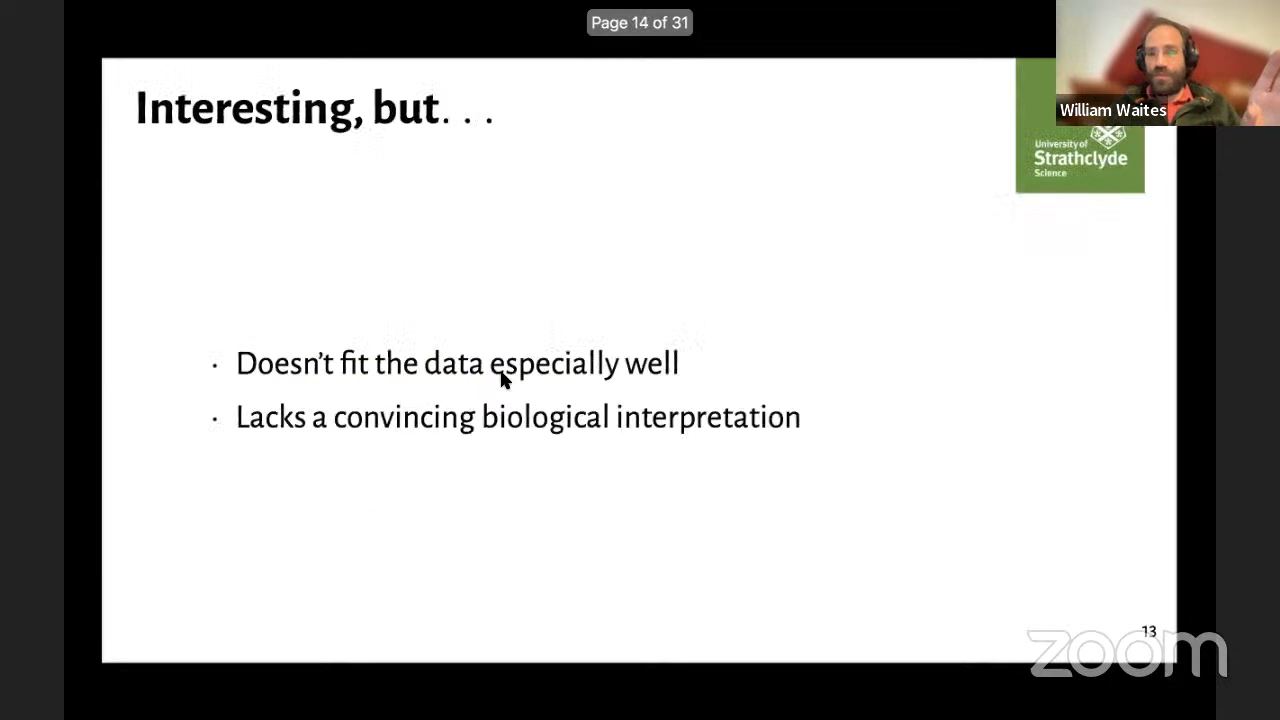 Page 14 of 31
Interesting, but. . .
William Waites
University of
Strathclyde
Science
· Doesn't fit the data especially well
· Lacks a convincing biological interpretation
13
zoom